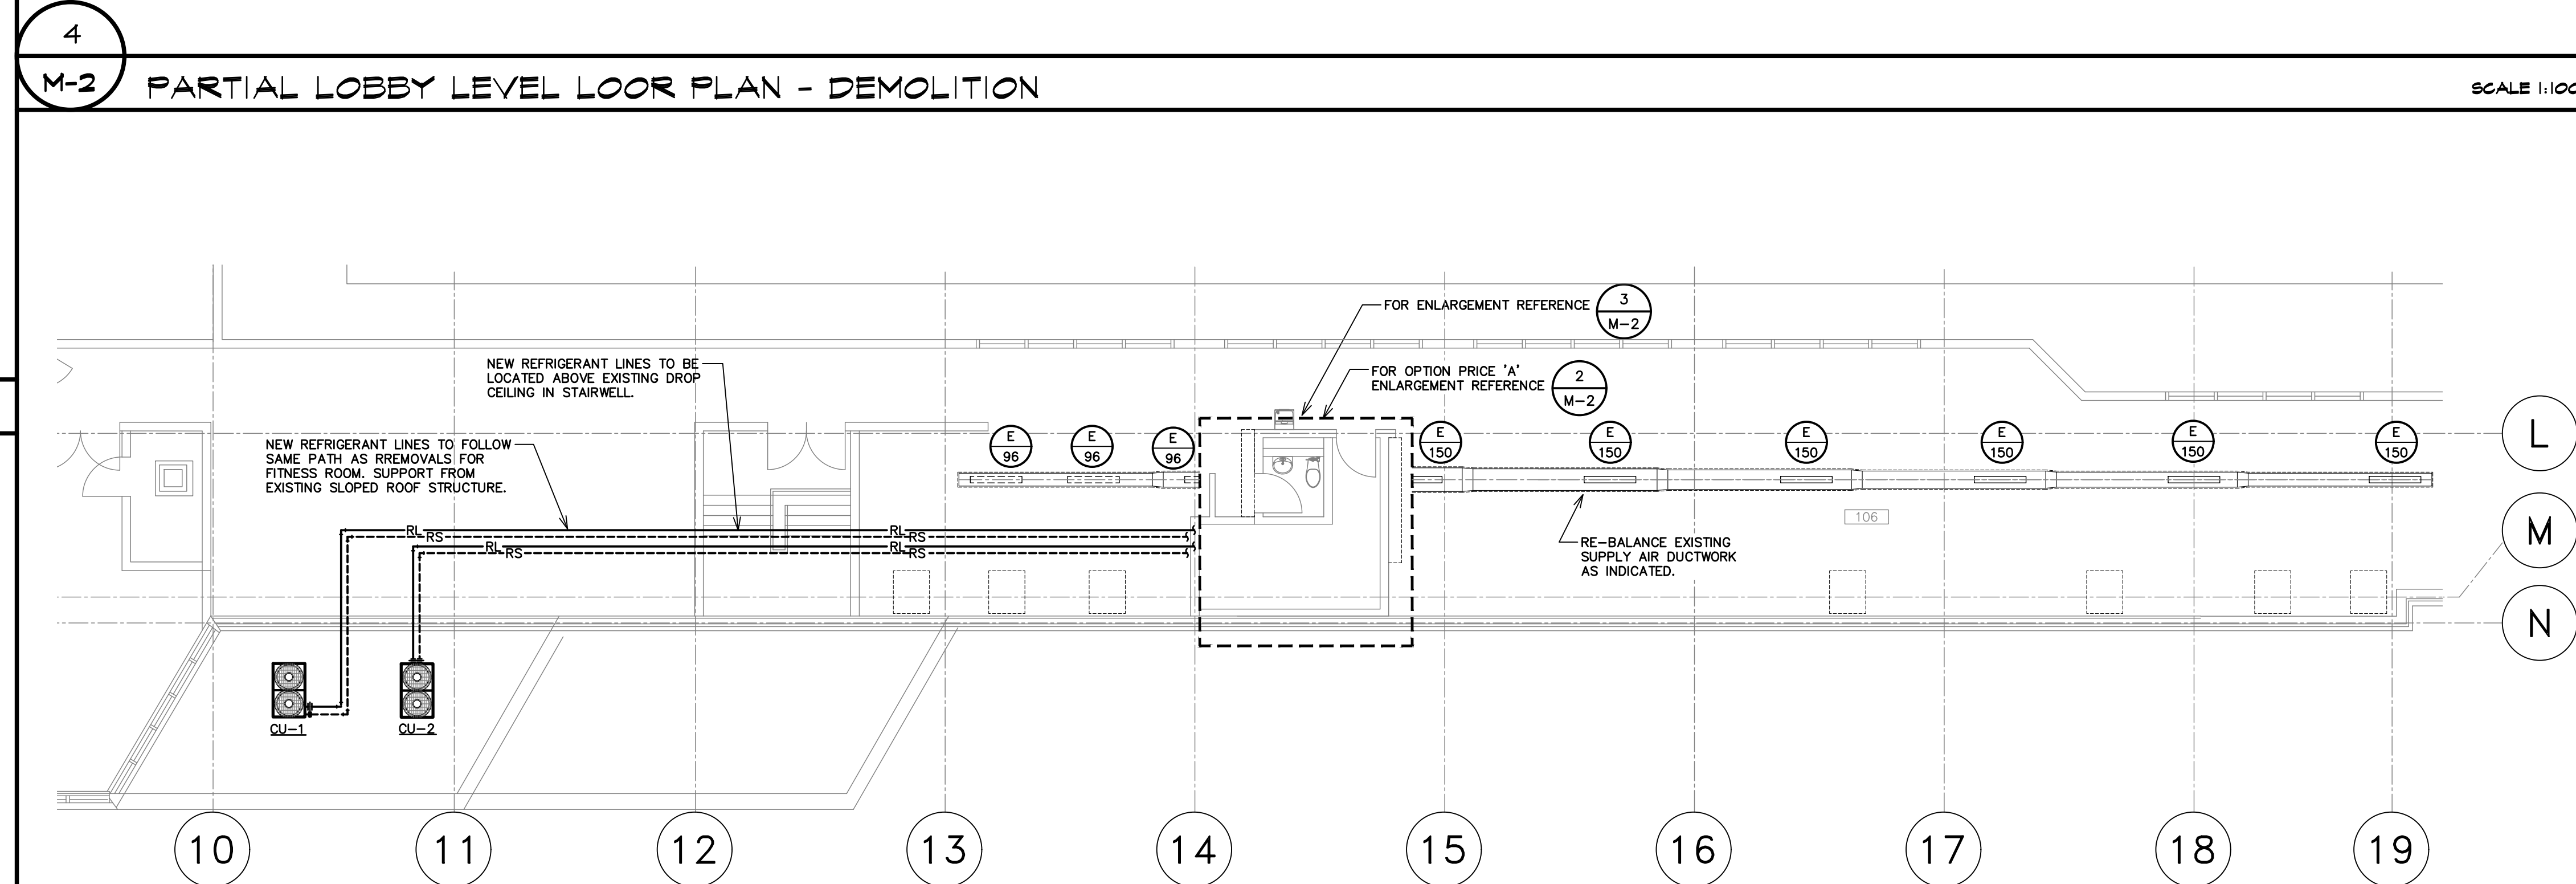 4
M-2
PARTIAL LOBBY LEVEL LOOR PLAN - DEMOLITION
SCALE 1:100
FOR ENLARGEMENT REFERENCE
3
M-2
FOR OPTION PRICE 'A'
ENLARGEMENT REFERENCE
2
M-2
NEW REFRIGERANT LINES TO BE
LOCATED ABOVE EXISTING DROP
CEILING IN STAIRWELL.
NEW REFRIGERANT LINES TO FOLLOW
SAME PATH AS RREMOVALS FOR
FITNESS ROOM. SUPPORT FROM
EXISTING SLOPED ROOF STRUCTURE.
E
96
E
96
E
96
E
150
E
150
E
150
E
150
E
150
E
150
L
106
RE-BALANCE EXISTING
SUPPLY AIR DUCTWORK
AS INDICATED.
M
RL
RS
RL
RS
RL
RS
RL
RS
N
CU-1
CU-2
10
11
12
13
14
15
16
17
18
19